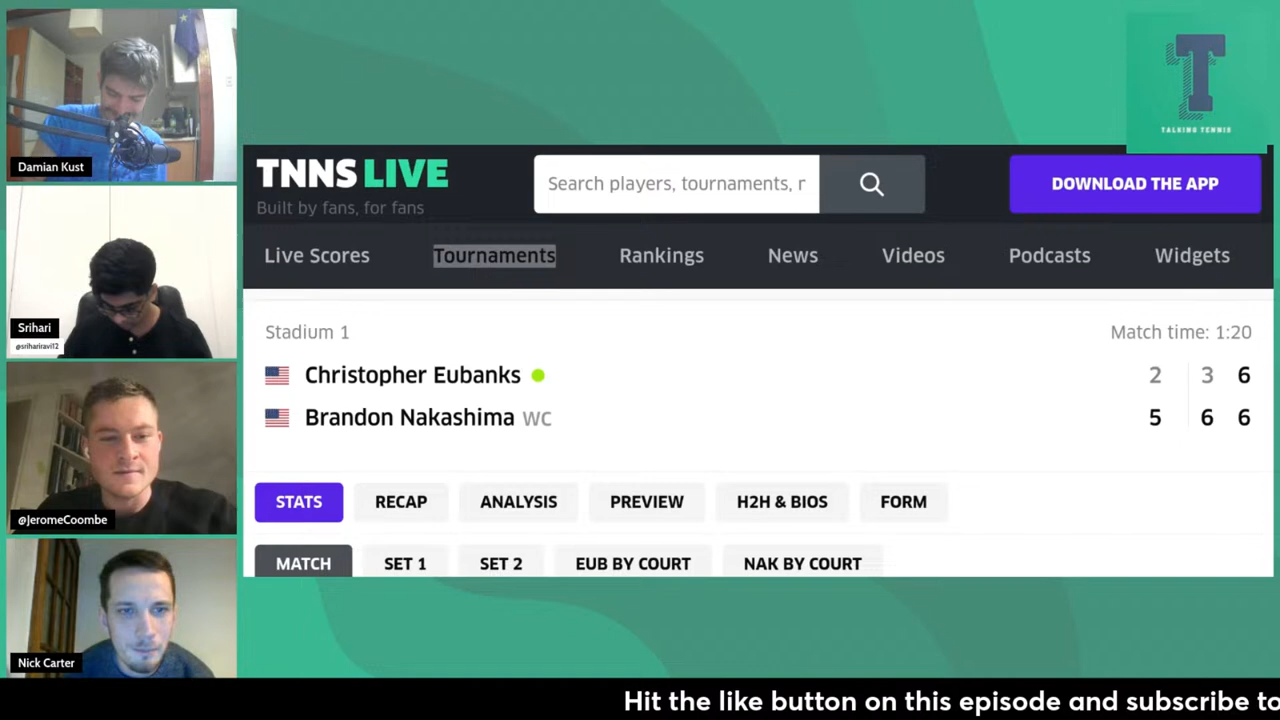 Damian Kust
Srihari
@srihariravi12
@JeromeCoombe
Nick Carter
T
TALKING TENNIS
TNNS LIVE
Built by fans, for fans
Search players, tournaments, r
DOWNLOAD THE APP
Live Scores Tournaments Rankings News Videos Podcasts Widgets
Stadium 1 Match time: 1:20
Christopher Eubanks 2 3 6
Brandon Nakashima WC 5 6 6
STATS RECAP ANALYSIS PREVIEW H2H & BIOS FORM
MATCH SET 1 SET 2 EUB BY COURT NAK BY COURT
Hit the like button on this episode and subscribe to